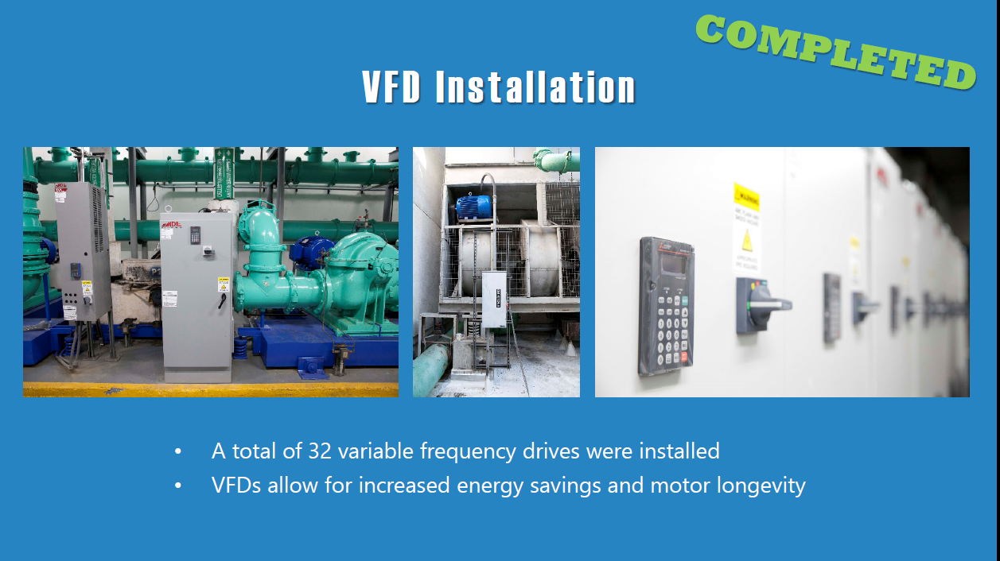 COMPLETED
VFD Installation
• A total of 32 variable frequency drives were installed
• VFDs allow for increased energy savings and motor longevity